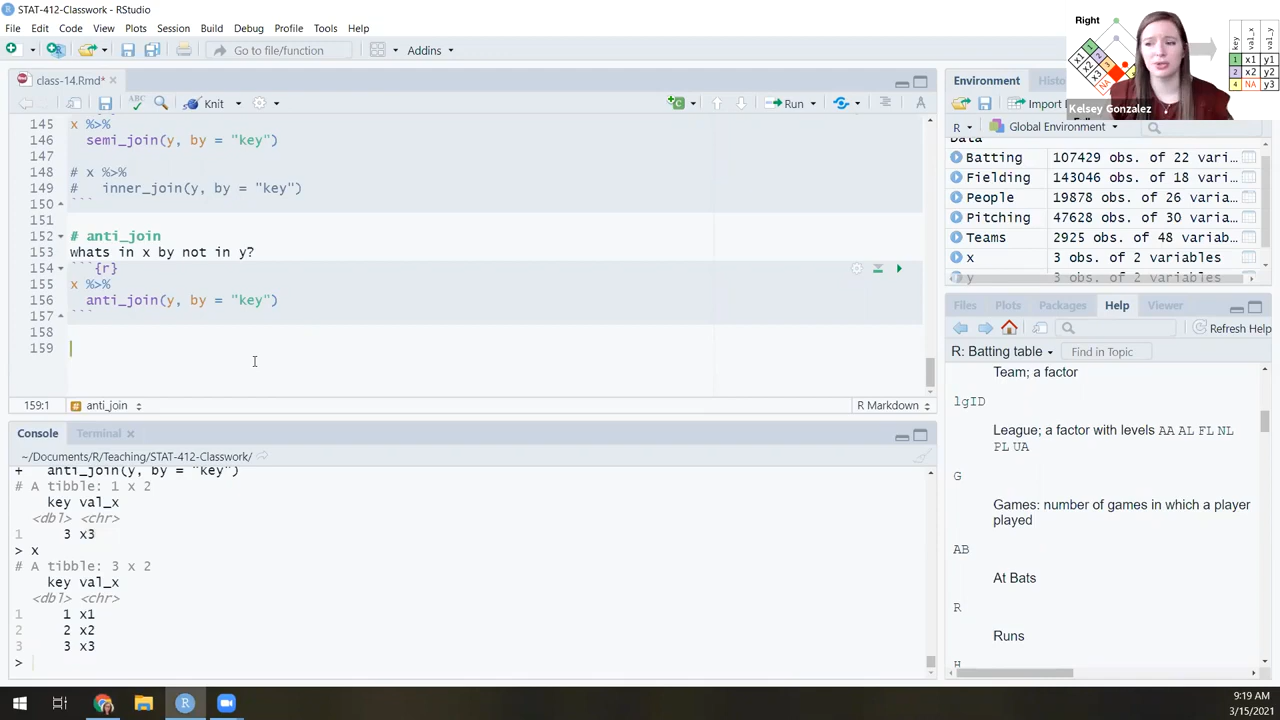 STAT-412-Classwork - RStudio
File Edit Code View Plots Session Build Debug Profile Tools Help
Go to file/function Addins
class-14.Rmd*
Knit Run
145 x %>%
146 semi_join(y, by = "key")
147
148 # x %>%
149 # inner_join(y, by = "key")
150 ```
151
152 # anti_join
153 whats in x by not in y?
154 ```{r}
155 x %>%
156 anti_join(y, by = "key")
157 ```
158
159
159:1 anti_join R Markdown
Console Terminal
~/Documents/R/Teaching/STAT-412-Classwork/
+ anti_join(y, by = "key")
# A tibble: 1 x 2
key val_x
<dbl> <chr>
1 3 x3
> x
# A tibble: 3 x 2
key val_x
<dbl> <chr>
1 1 x1
2 2 x2
3 3 x3
>
Right
x1
x2
x3
NA
key val_x val_y
1 x1 y1
2 x2 y2
4 NA y3
Kelsey Gonzalez
Environment
Import
R Global Environment
Data
Batting 107429 obs. of 22 vari…
Fielding 143046 obs. of 18 vari…
People 19878 obs. of 26 variab…
Pitching 47628 obs. of 30 varia…
Teams 2925 obs. of 48 variab…
x 3 obs. of 2 variables
y 3 obs. of 2 variables
Files Plots Packages Help Viewer
Refresh Help
R: Batting table Find in Topic
Team; a factor
lgID
League; a factor with levels AA AL FL NL
PL UA
G
Games: number of games in which a player
played
AB
At Bats
R
Runs
H
9:19 AM
3/15/2021